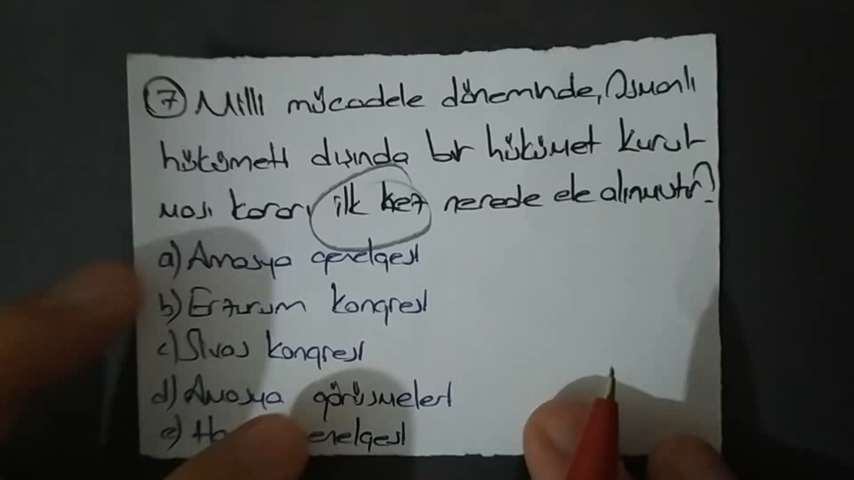 7 Milli mücadele döneminde, Osmanlı
hükümeti dışında bir hükümet kurul-
ması kararı ilk kez nerede ele alınmıştır?
a) Amasya genelgesi
b) Erzurum kongresi
c) Sivas kongresi
d) Amasya görüşmeleri
e)